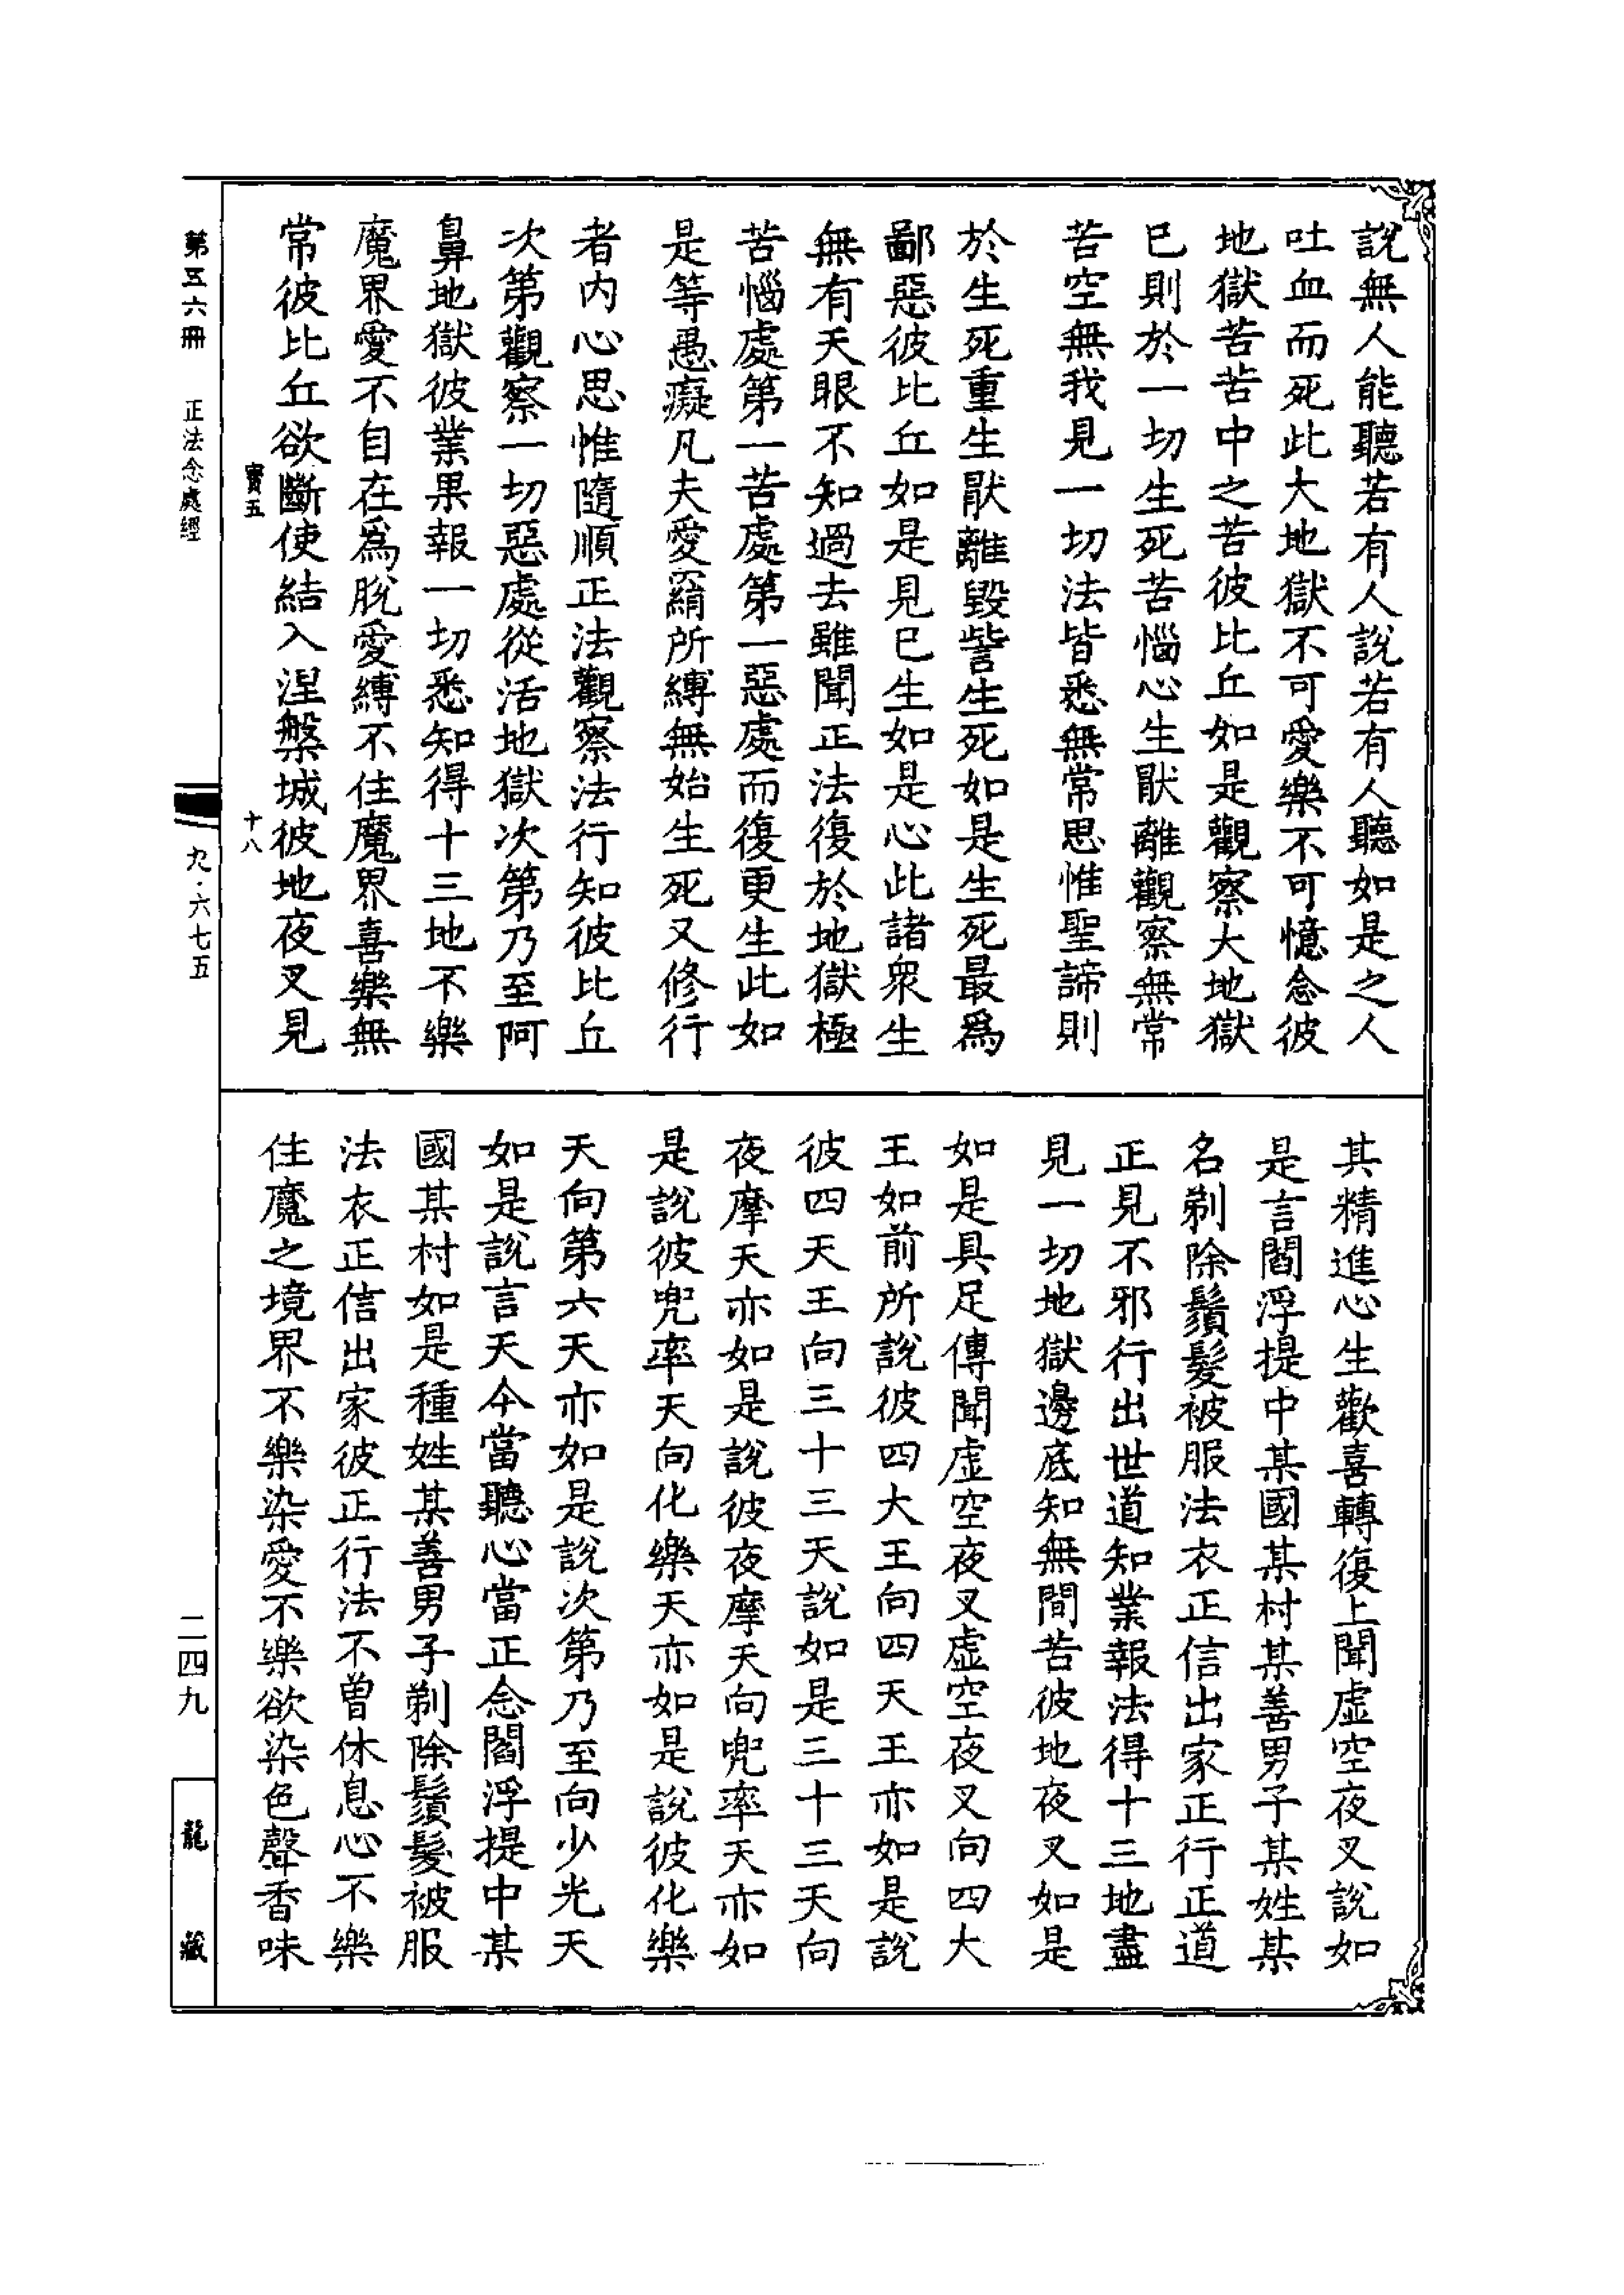 說無人能聽若有人說若有人聽如是之人
吐血而死此大地獄不可愛樂不可憶念彼
地獄苦苦中之苦彼比丘如是觀察大地獄
已則於一切生死苦惱心生厭離觀察無常
苦空無我見一切法皆悉無常思惟聖諦則
於生死重生厭離毀訾生死如是生死最爲
鄙惡彼比丘如是見已生如是心此諸衆生
無有天眼不知過去雖聞正法復於地獄極
苦惱處第一苦處第一惡處而復更生此如
是等愚癡凡夫愛羂所縛無始生死又修行
者内心思惟隨順正法觀察法行知彼比丘
次第觀察一切惡處從活地獄次第乃至阿
鼻地獄彼業果報一切悉知得十三地不樂
魔界愛不自在爲脫愛縛不住魔界喜樂無
常彼比丘欲斷使結入涅槃城彼地夜叉見
其精進心生歡喜轉復上聞虛空夜叉說如
是言閻浮提中某國某村某善男子某姓某
名剃除鬚髮被服法衣正信出家正行正道
正見不邪行出世道知業報法得十三地盡
見一切地獄邊底知無間苦彼地夜叉如是
如是具足傳聞虛空夜叉虛空夜叉向四大
王如前所說彼四大王向四天王亦如是說
彼四天王向三十三天說如是三十三天向
夜摩天亦如是說彼夜摩天向兜率天亦如
是說彼兜率天向化樂天亦如是說彼化樂
天向第六天亦如是說次第乃至向少光天
如是說言天今當聽心當正念閻浮提中某
國某村如是種姓某善男子剃除鬚髮被服
法衣正信出家彼正行法不曾休息心不樂
住魔之境界不樂染愛不樂欲染色聲香味
寶五
十八
第五六冊
正法念處經
九·六七五
二四九
龍藏